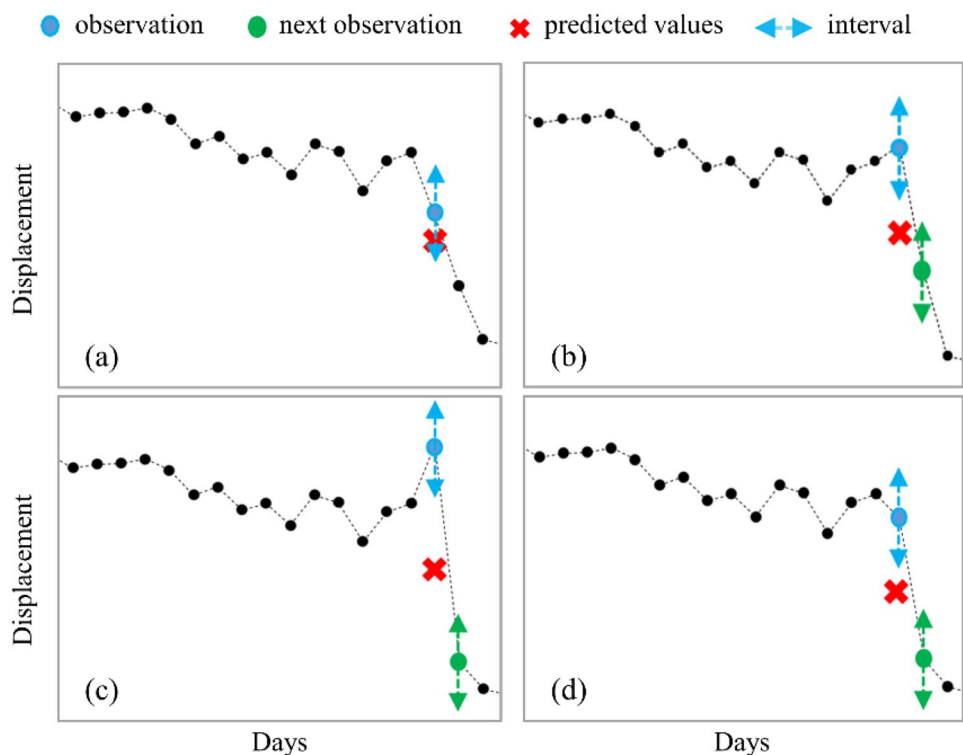 observation next observation predicted values interval
Displacement
(a) (b)
Displacement
(c) (d)
Days Days